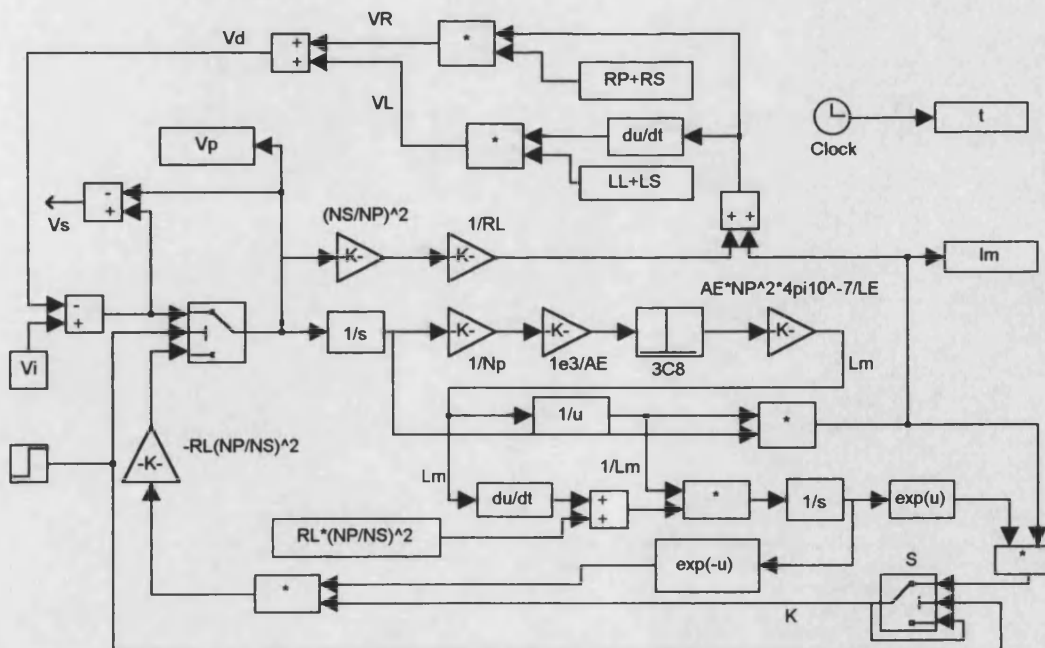 VR
Vd
+
+
*
RP+RS
VL
*
du/dt
LL+LS
t
Clock
Vp
-
+
Vs
(NS/NP)^2
-K-
1/RL
-K-
+ +
Im
-
+
Vi
1/s
-K-
1/Np
-K-
1e3/AE
3C8
AE*NP^2*4pi10^-7/LE
-K-
Lm
1/u
*
-K-
-RL(NP/NS)^2
Lm
1/Lm
du/dt
+
+
*
1/s
exp(u)
RL*(NP/NS)^2
exp(-u)
*
*
S
K